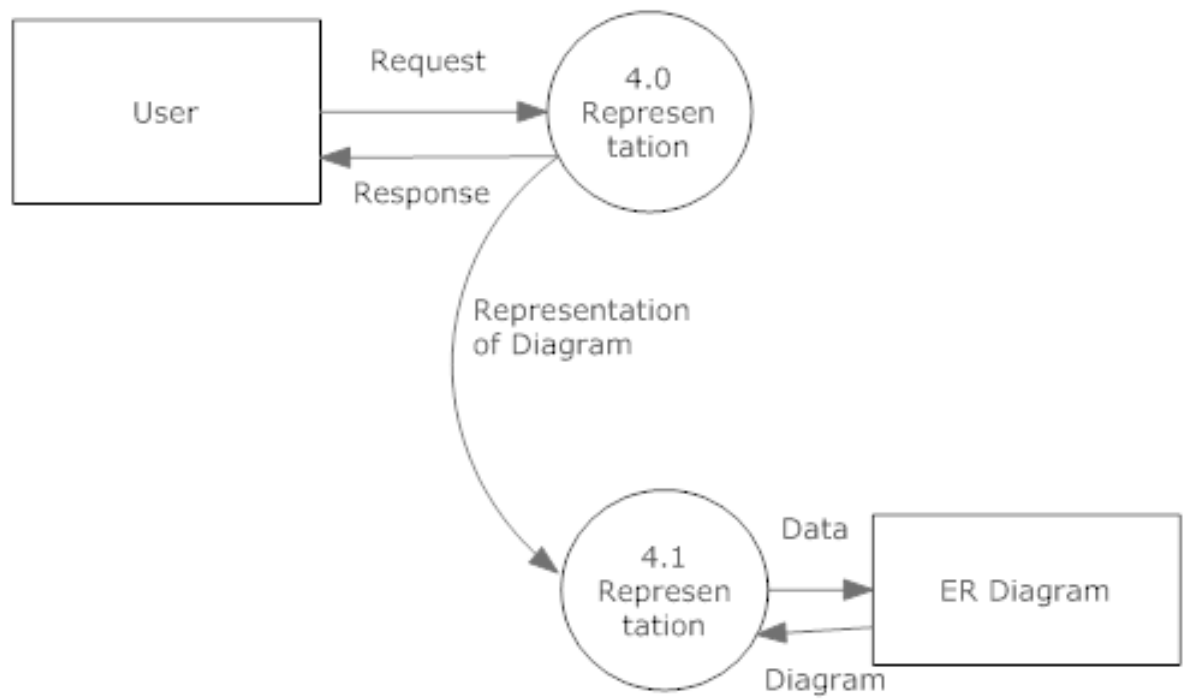 User
Request
4.0
Represen
tation
Response
Representation
of Diagram
4.1
Represen
tation
Data
ER Diagram
Diagram